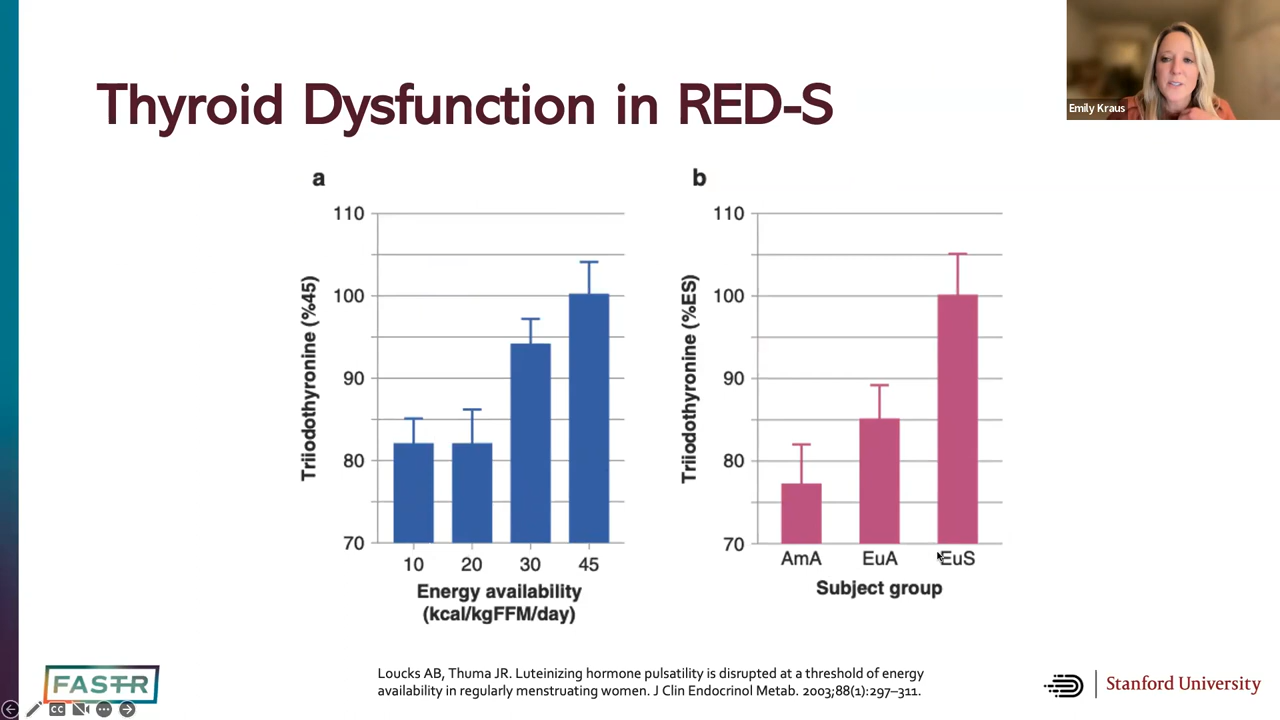 Thyroid Dysfunction in RED-S
Emily Kraus
a
110
100
90
80
70
Triiodothyronine (%45)
10 20 30 45
Energy availability
(kcal/kgFFM/day)
b
110
100
90
80
70
Triiodothyronine (%ES)
AmA EuA EuS
Subject group
Loucks AB, Thuma JR. Luteinizing hormone pulsatility is disrupted at a threshold of energy
availability in regularly menstruating women. J Clin Endocrinol Metab. 2003;88(1):297–311.
FASTR
Stanford University
CC